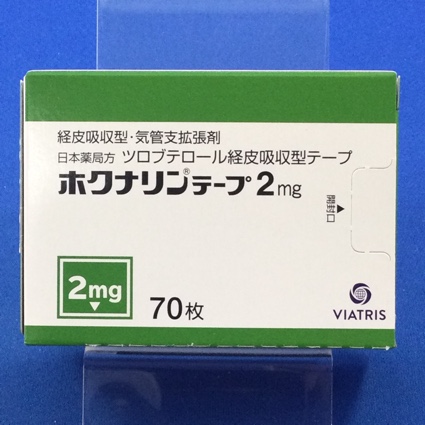 経皮吸収型・気管支拡張剤
日本薬局方 ツロブテロール経皮吸収型テープ
ホクナリン®テープ2mg
開封口
2mg
70枚
VIATRIS